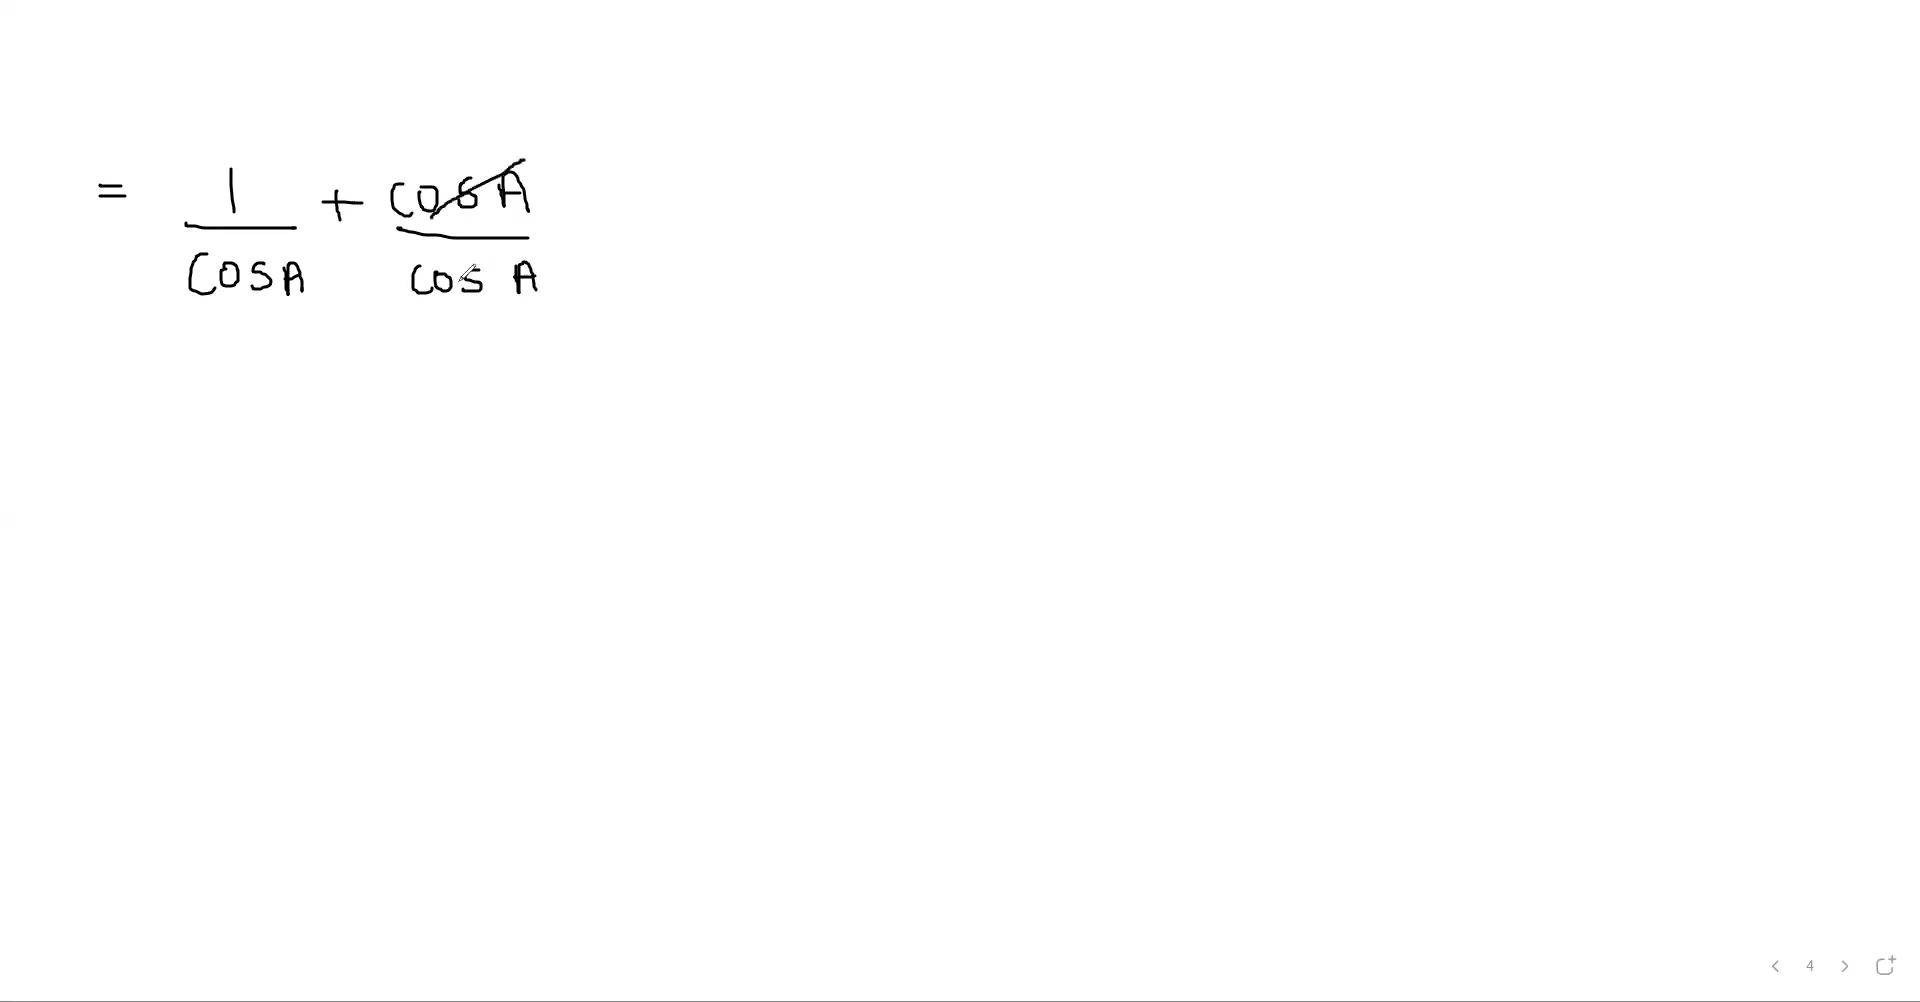 = 1/COSA + COSA/COS A
4